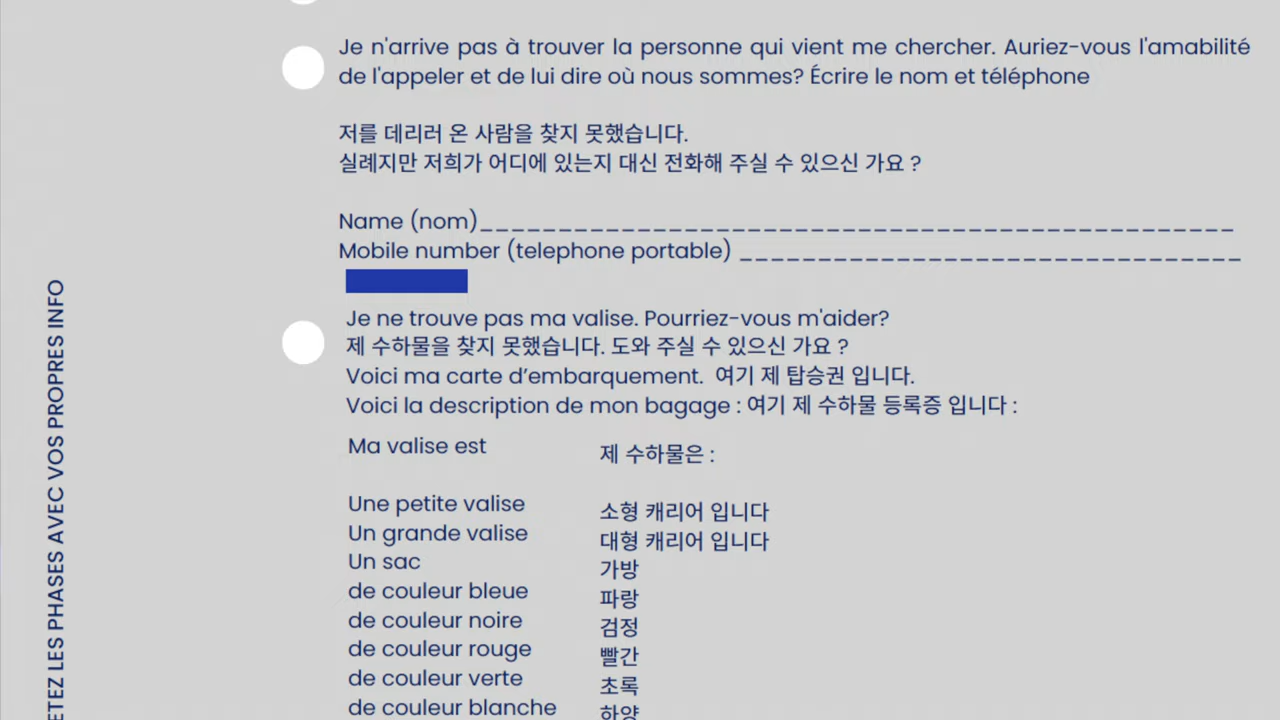 Je n'arrive pas à trouver la personne qui vient me chercher. Auriez-vous l'amabilité
de l'appeler et de lui dire où nous sommes? Écrire le nom et téléphone
저를 데리러 온 사람을 찾지 못했습니다.
실례지만 저희가 어디에 있는지 대신 전화해 주실 수 있으신 가요 ?
Name (nom)________________________________________________
Mobile number (telephone portable) ________________________________
Je ne trouve pas ma valise. Pourriez-vous m'aider?
제 수하물을 찾지 못했습니다. 도와 주실 수 있으신 가요 ?
Voici ma carte d’embarquement. 여기 제 탑승권 입니다.
Voici la description de mon bagage : 여기 제 수하물 등록증 입니다 :
Ma valise est 제 수하물은 :
Une petite valise 소형 캐리어 입니다
Un grande valise 대형 캐리어 입니다
Un sac 가방
de couleur bleue 파랑
de couleur noire 검정
de couleur rouge 빨간
de couleur verte 초록
de couleur blanche 하양
ETEZ LES PHASES AVEC VOS PROPRES INFO